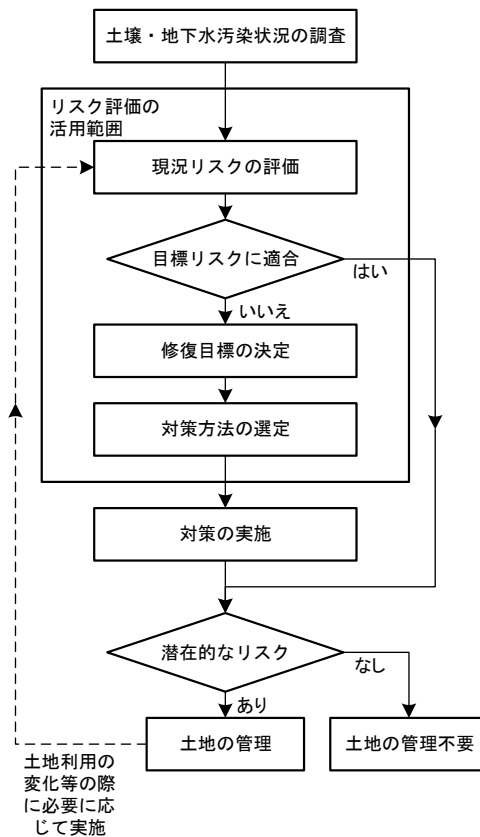 土壌・地下水汚染状況の調査
リスク評価の
活用範囲
現況リスクの評価
目標リスクに適合
はい
いいえ
修復目標の決定
対策方法の選定
対策の実施
潜在的なリスク
なし
あり
土地の管理
土地の管理不要
土地利用の
変化等の際
に必要に応
じて実施